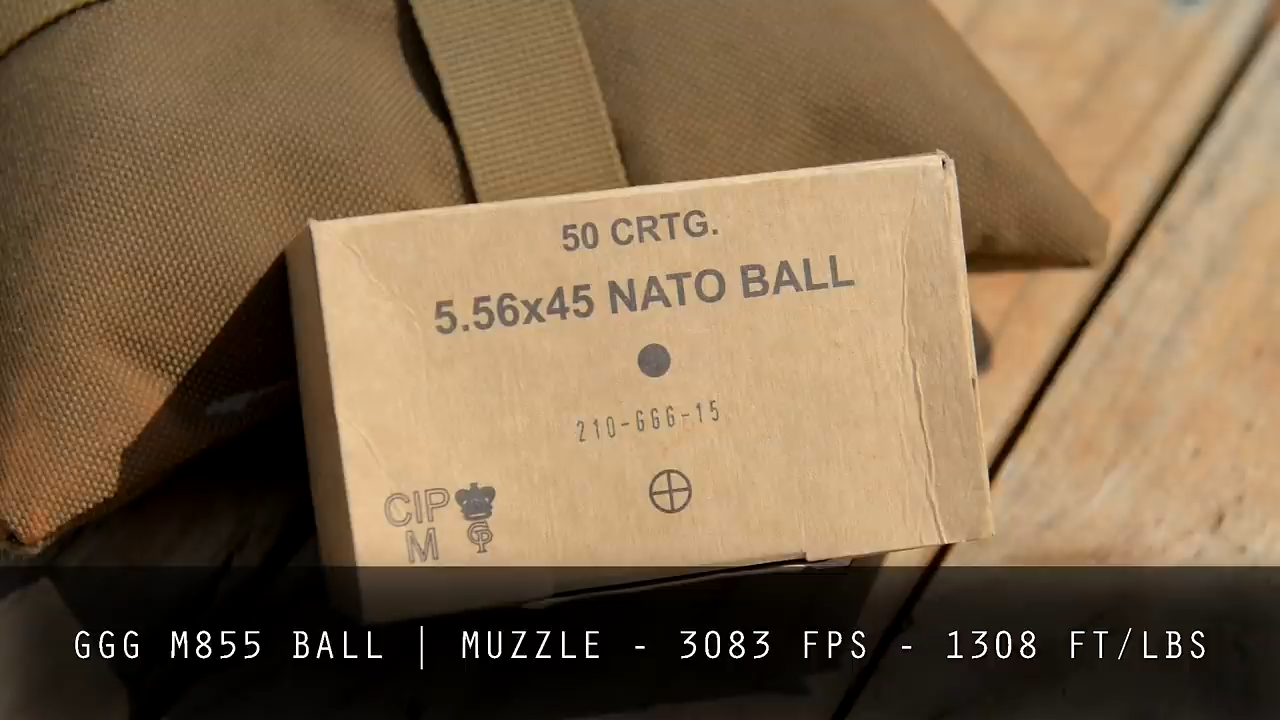 50 CRTG.
5.56x45 NATO BALL
210-GGG-15
CIP
M
GP
GGG M855 BALL | MUZZLE - 3083 FPS - 1308 FT/LBS